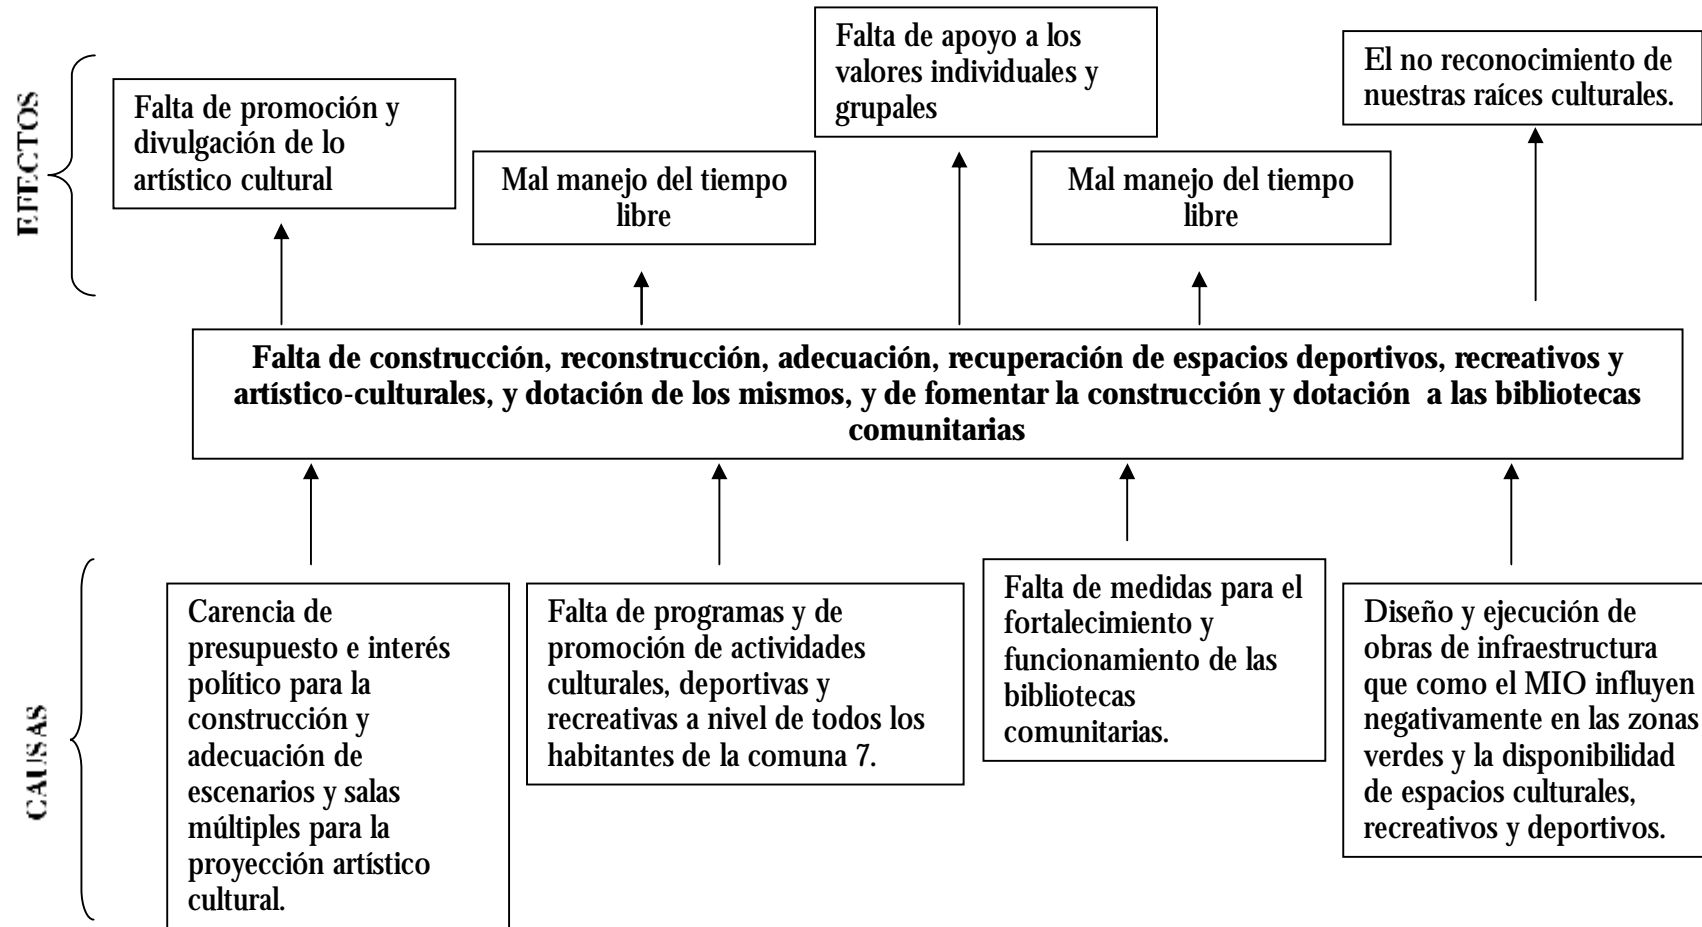 EFECTOS
Falta de promoción y
divulgación de lo
artístico cultural
Mal manejo del tiempo
libre
Falta de apoyo a los
valores individuales y
grupales
Mal manejo del tiempo
libre
El no reconocimiento de
nuestras raíces culturales.
Falta de construcción, reconstrucción, adecuación, recuperación de espacios deportivos, recreativos y
artístico-culturales, y dotación de los mismos, y de fomentar la construcción y dotación a las bibliotecas
comunitarias
CAUSAS
Carencia de
presupuesto e interés
político para la
construcción y
adecuación de
escenarios y salas
múltiples para la
proyección artístico
cultural.
Falta de programas y de
promoción de actividades
culturales, deportivas y
recreativas a nivel de todos los
habitantes de la comuna 7.
Falta de medidas para el
fortalecimiento y
funcionamiento de las
bibliotecas
comunitarias.
Diseño y ejecución de
obras de infraestructura
que como el MIO influyen
negativamente en las zonas
verdes y la disponibilidad
de espacios culturales,
recreativos y deportivos.